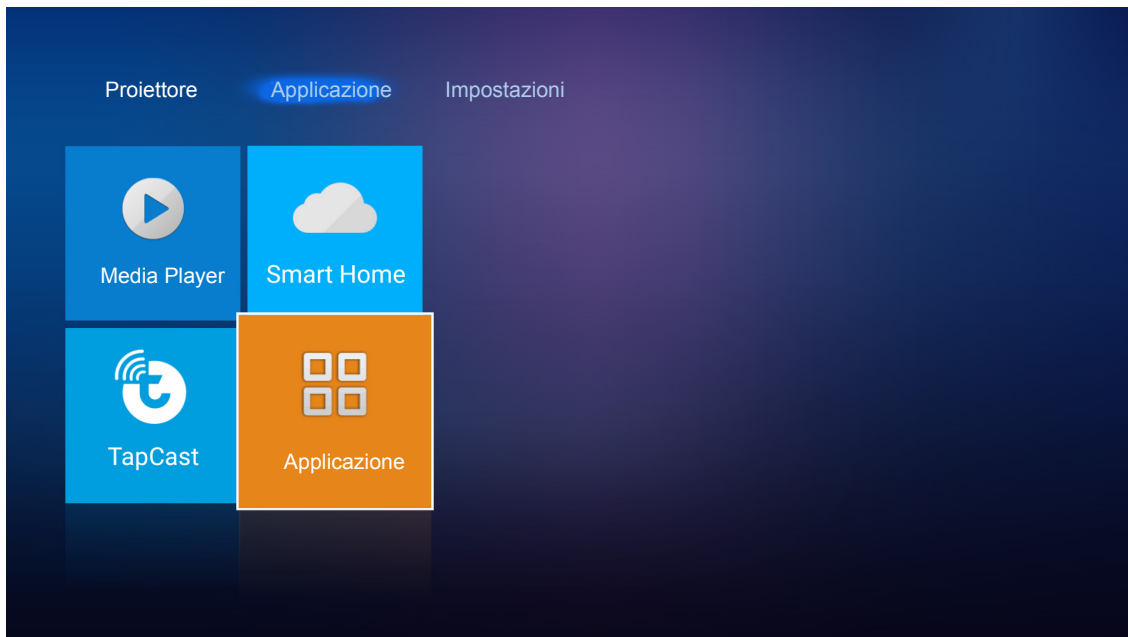 Proiettore Applicazione Impostazioni
Media Player Smart Home
TapCast Applicazione